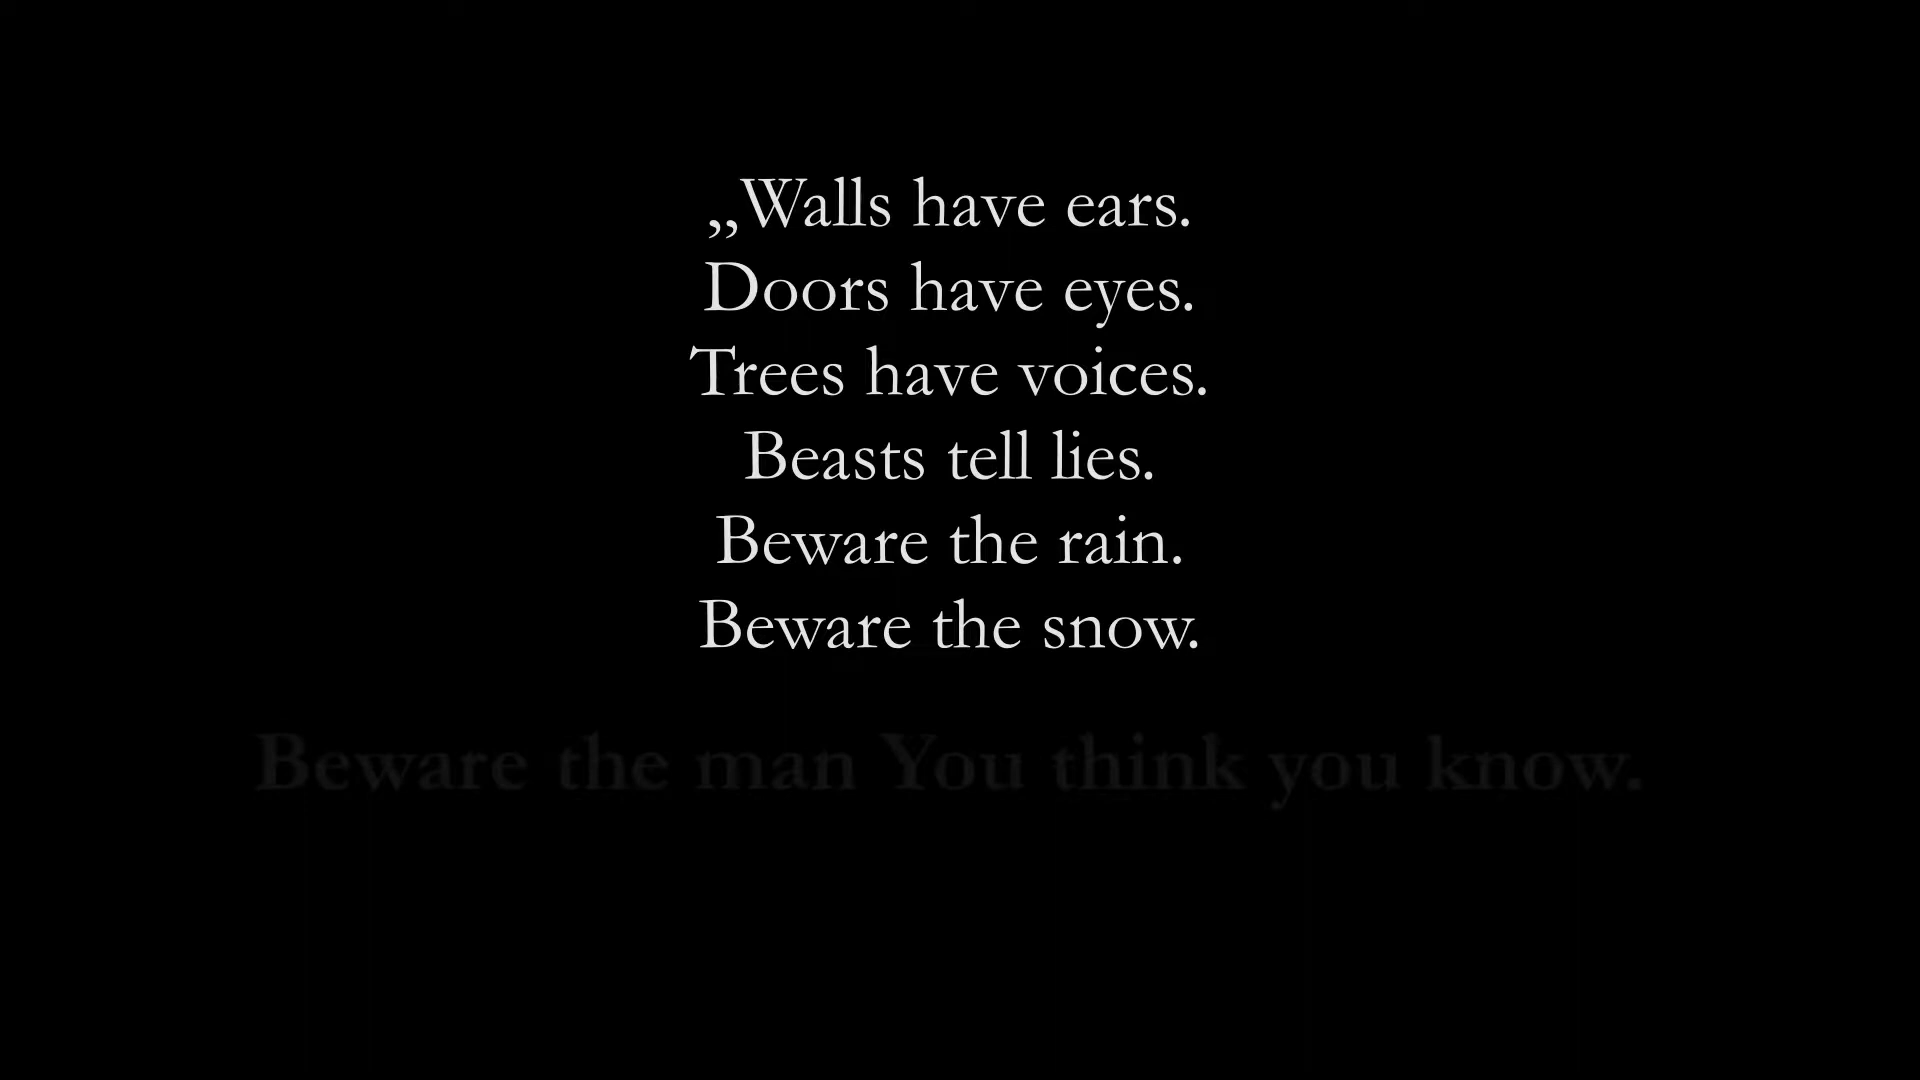 „Walls have ears.
Doors have eyes.
Trees have voices.
Beasts tell lies.
Beware the rain.
Beware the snow.
Beware the man You think you know.